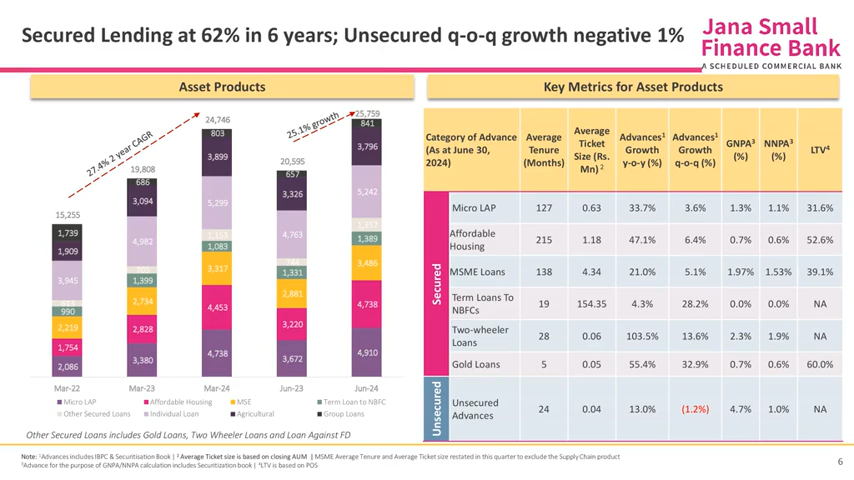 Secured Lending at 62% in 6 years; Unsecured q-o-q growth negative 1%
Jana Small
Finance Bank
A SCHEDULED COMMERCIAL BANK
Asset Products
27.4% 2 year CAGR
25.1% growth
15,255
1,739
1,909
3,945
990
2,219
1,754
2,086
19,808
686
3,094
4,982
1,399
2,734
2,828
3,380
24,746
803
3,899
5,299
1,083
3,317
4,453
4,738
20,595
657
3,326
4,763
1,331
2,881
3,220
3,672
25,759
841
3,796
5,242
1,389
3,486
4,738
4,910
Mar-22 Mar-23 Mar-24 Jun-23 Jun-24
Micro LAP Affordable Housing MSE Term Loan to NBFC
Other Secured Loans Individual Loan Agricultural Group Loans
Other Secured Loans includes Gold Loans, Two Wheeler Loans and Loan Against FD
Key Metrics for Asset Products
Category of Advance (As at June 30, 2024) Average Tenure (Months) Average Ticket Size (Rs. Mn) 2 Advances1 Growth y-o-y (%) Advances1 Growth q-o-q (%) GNPA3 (%) NNPA3 (%) LTV4
Secured
Micro LAP 127 0.63 33.7% 3.6% 1.3% 1.1% 31.6%
Affordable Housing 215 1.18 47.1% 6.4% 0.7% 0.6% 52.6%
MSME Loans 138 4.34 21.0% 5.1% 1.97% 1.53% 39.1%
Term Loans To NBFCs 19 154.35 4.3% 28.2% 0.0% 0.0% NA
Two-wheeler Loans 28 0.06 103.5% 13.6% 2.3% 1.9% NA
Gold Loans 5 0.05 55.4% 32.9% 0.7% 0.6% 60.0%
Unsecured
Unsecured Advances 24 0.04 13.0% (1.2%) 4.7% 1.0% NA
Note: 1Advances includes IBPC & Securitisation Book | 2 Average Ticket size is based on closing AUM | MSME Average Tenure and Average Ticket size restated in this quarter to exclude the Supply Chain product
3Advance for the purpose of GNPA/NNPA calculation includes Securitization book | 4LTV is based on POS
6